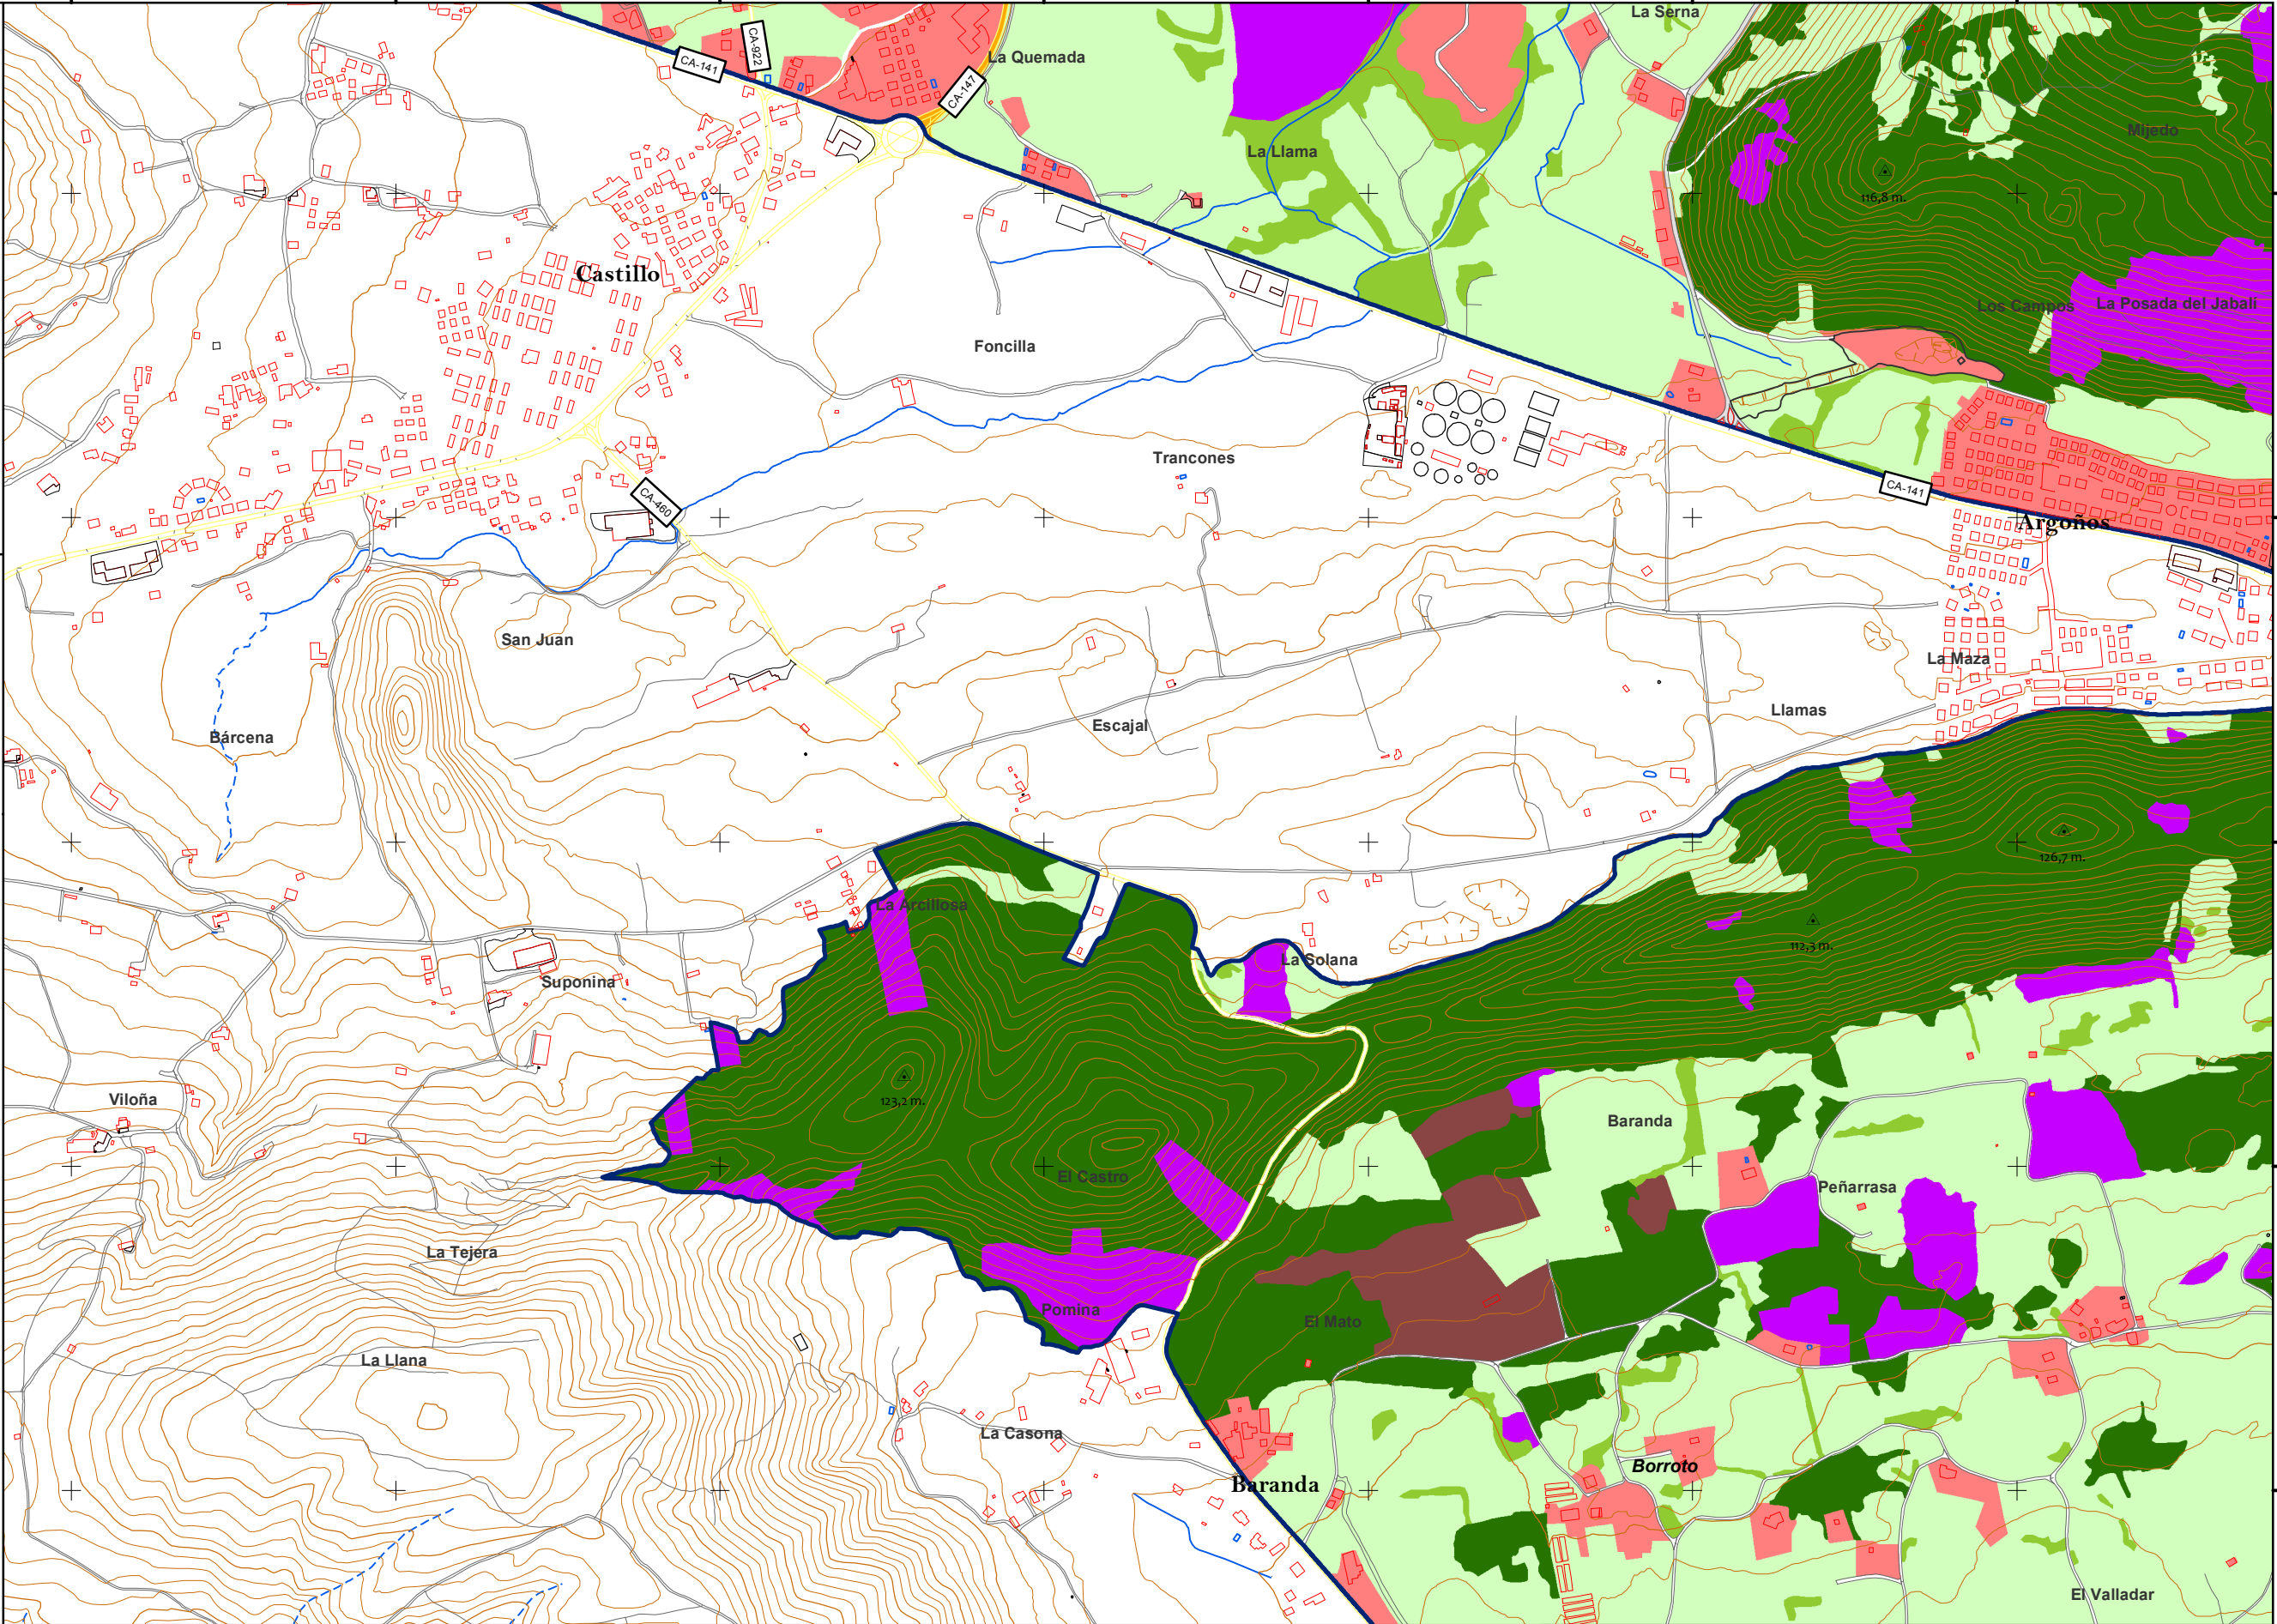 La Serna
CA-922
CA-141
La Quemada
CA-147
Mijedo
La Llama
116,8 m.
Castillo
La Posada del Jabalí
Los Campos
Foncilla
Trancones
CA-141
CA-460
Argoños
San Juan
La Maza
Llamas
Escajal
Bárcena
126,7 m.
La Arcillosa
112,3 m.
La Solana
Suponina
Viloña
123,2 m.
Baranda
El Castro
Peñarrasa
La Tejera
Pomina
El Mato
La Llana
La Casona
Borroto
Baranda
El Valladar